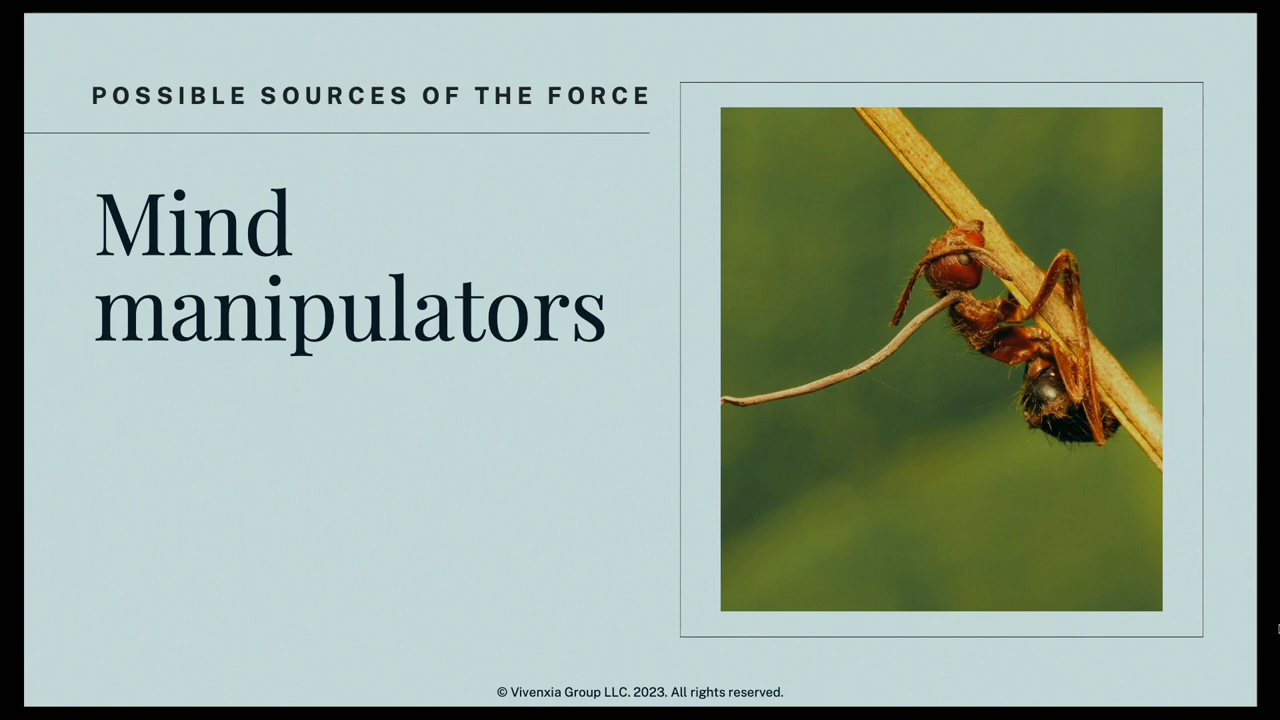 POSSIBLE SOURCES OF THE FORCE
Mind
manipulators
© Vivenxia Group LLC. 2023. All rights reserved.